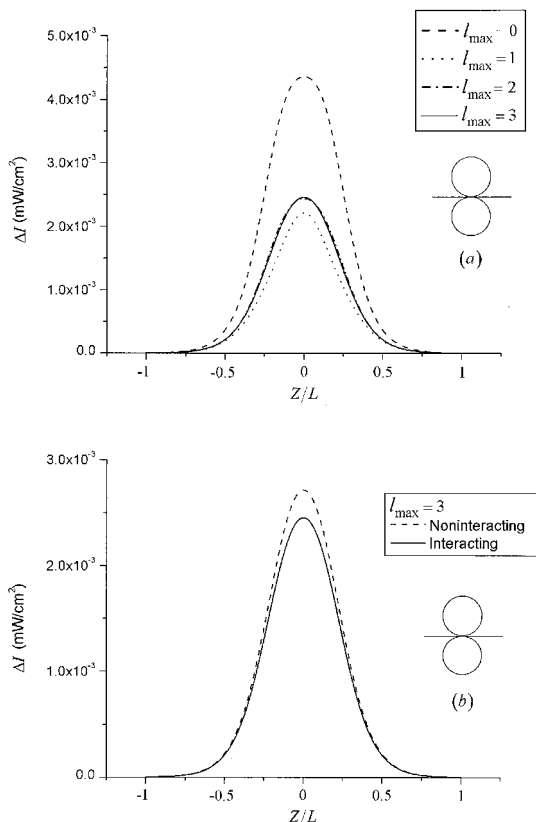 5.0x10⁻³
4.0x10⁻³
3.0x10⁻³
2.0x10⁻³
1.0x10⁻³
0.0
ΔI (mW/cm²)
-1 -0.5 0 0.5 1
Z/L
l_max = 0
l_max = 1
l_max = 2
l_max = 3
(a)
3.0x10⁻³
2.0x10⁻³
1.0x10⁻³
0.0
ΔI (mW/cm²)
-1 -0.5 0 0.5 1
Z/L
l_max = 3
Noninteracting
Interacting
(b)